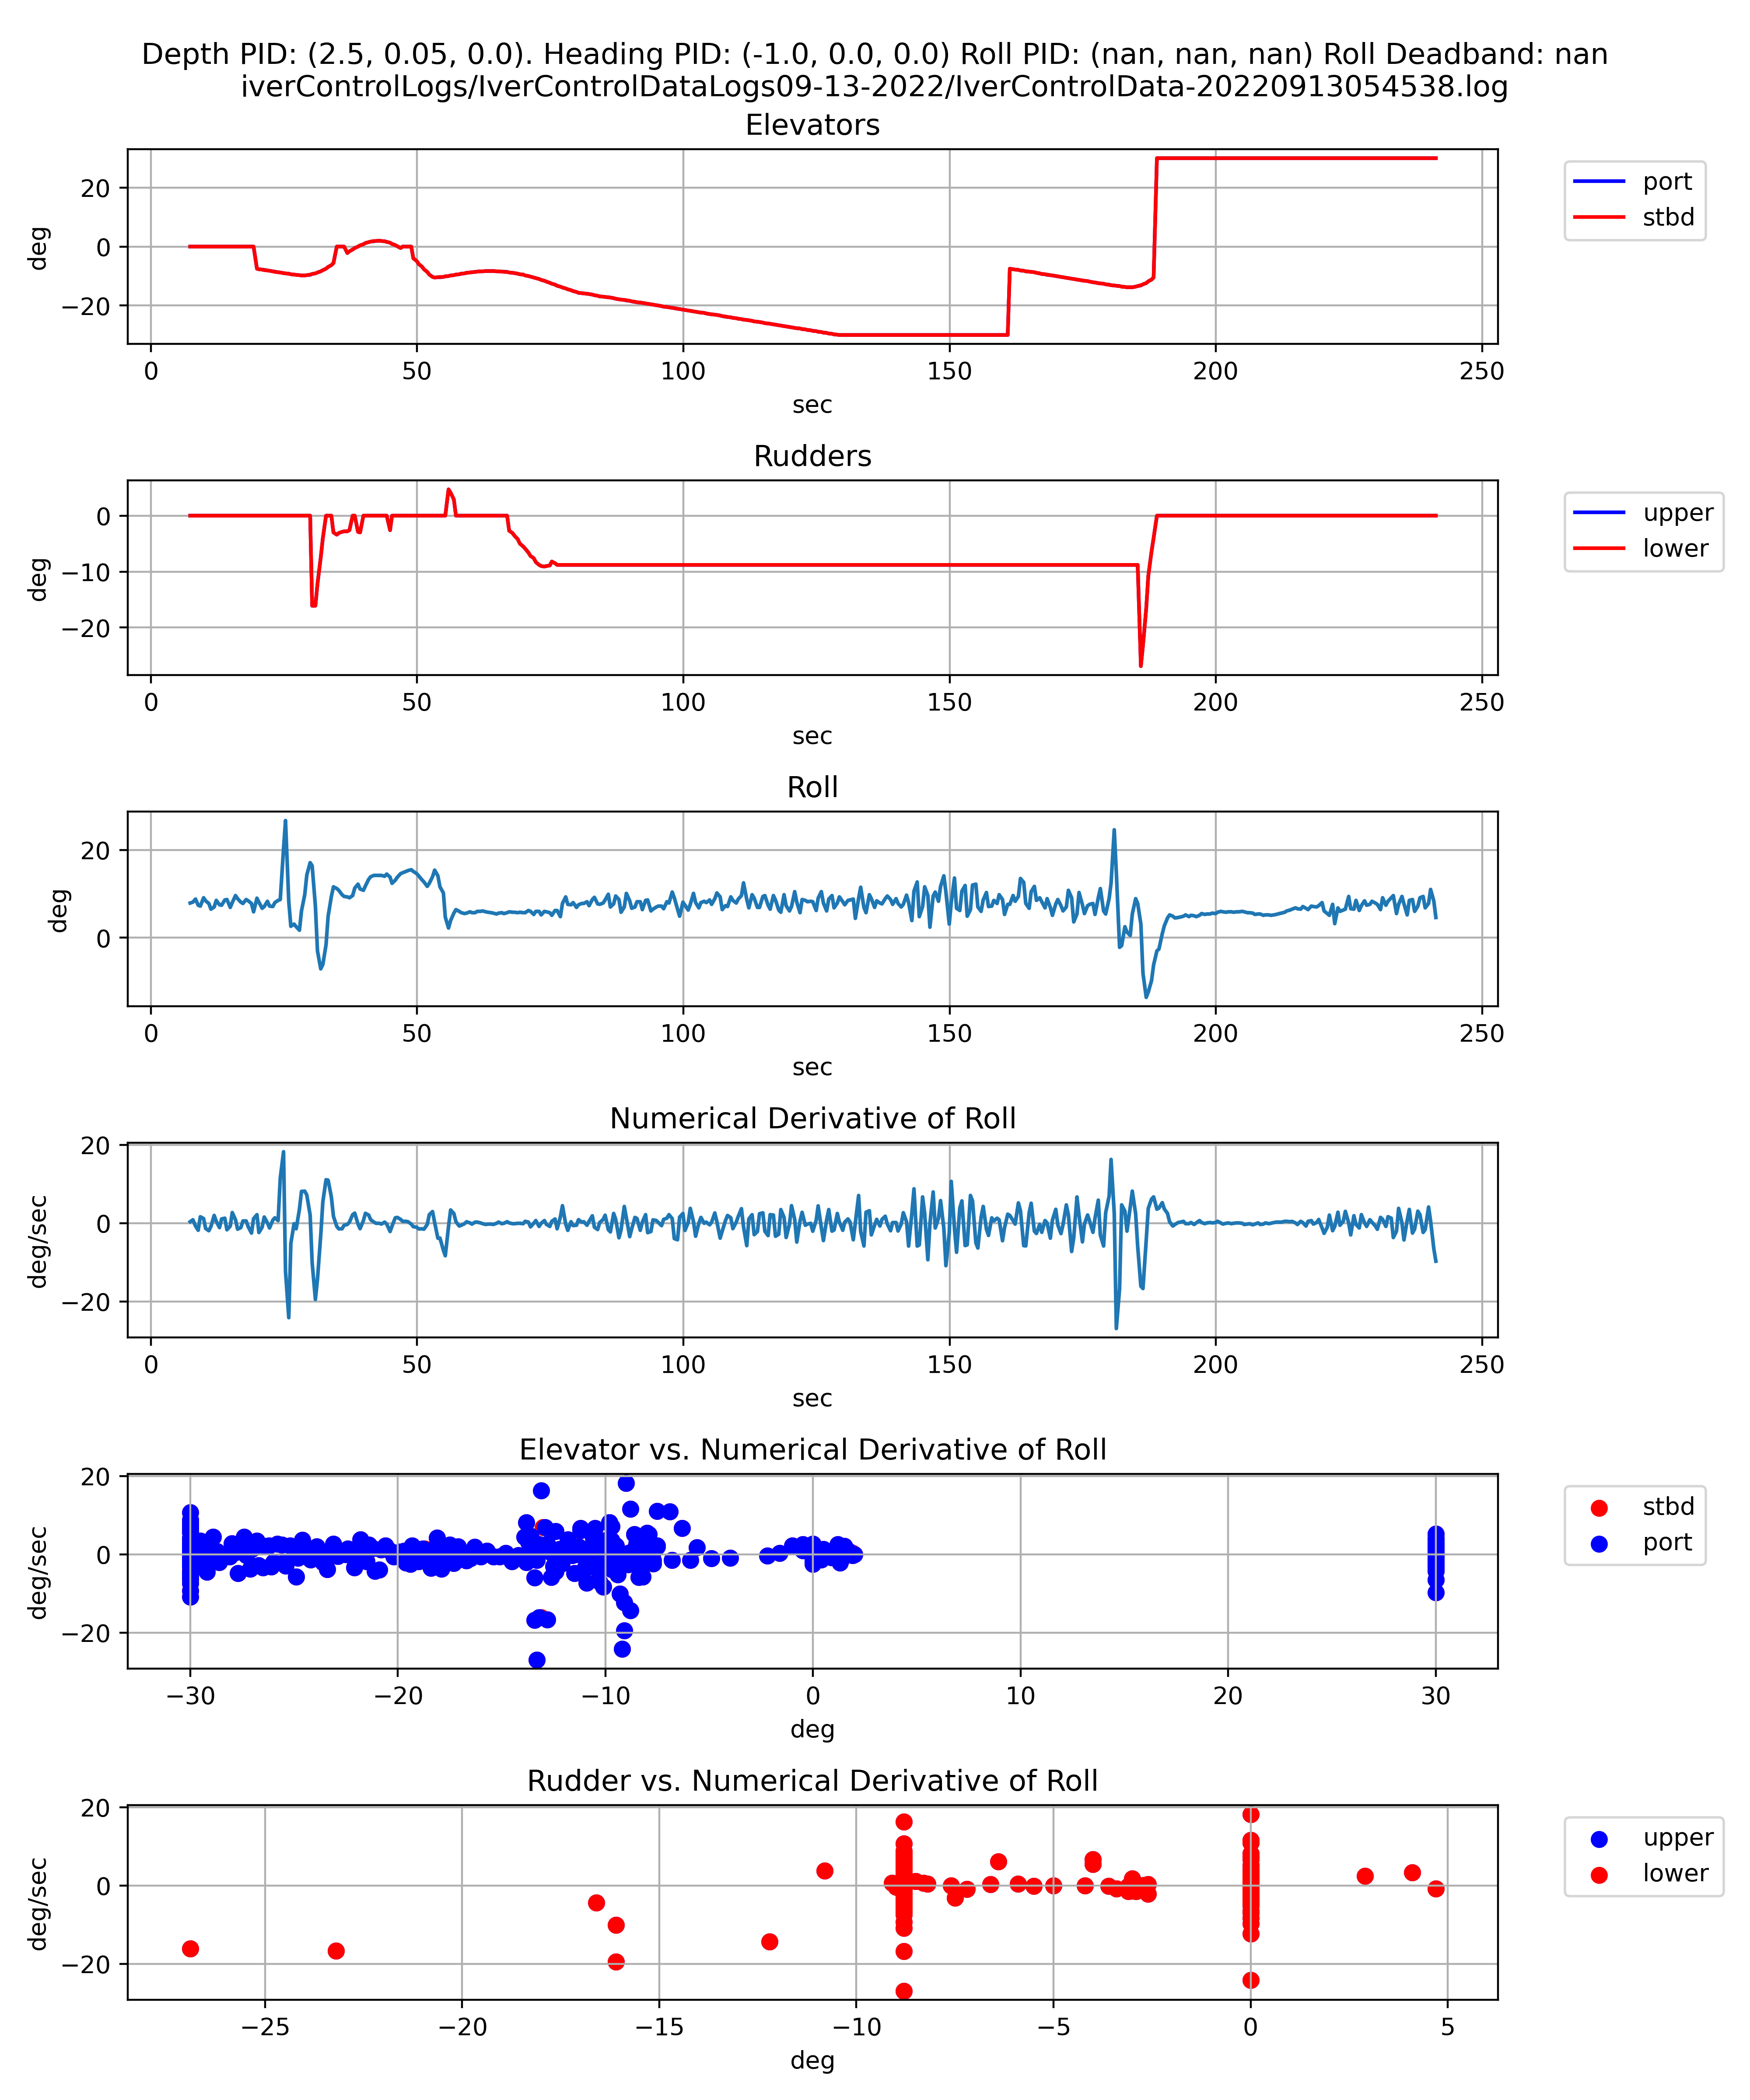 Depth PID: (2.5, 0.05, 0.0). Heading PID: (-1.0, 0.0, 0.0) Roll PID: (nan, nan, nan) Roll Deadband: nan
iverControlLogs/IverControlDataLogs09-13-2022/IverControlData-20220913054538.log
Elevators
20
0
−20
deg
0 50 100 150 200 250
sec
port
stbd
Rudders
0
−10
−20
deg
0 50 100 150 200 250
sec
upper
lower
Roll
20
0
deg
0 50 100 150 200 250
sec
Numerical Derivative of Roll
20
0
−20
deg/sec
0 50 100 150 200 250
sec
Elevator vs. Numerical Derivative of Roll
20
0
−20
deg/sec
−30 −20 −10 0 10 20 30
deg
stbd
port
Rudder vs. Numerical Derivative of Roll
20
0
−20
deg/sec
−25 −20 −15 −10 −5 0 5
deg
upper
lower